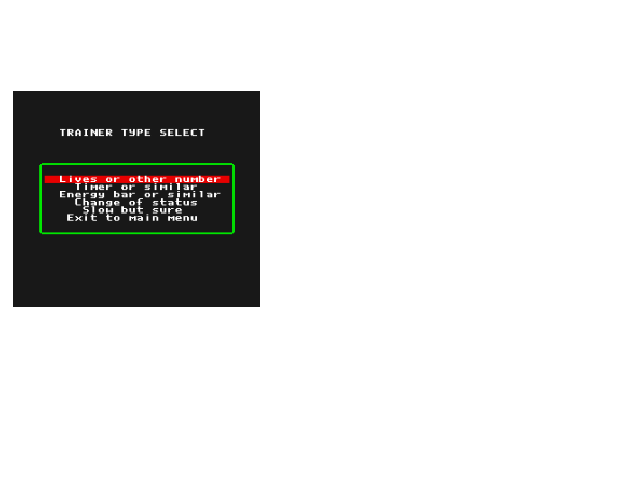 TRAINER TYPE SELECT
Lives or other number
Timer or similar
Energy bar or similar
Change of status
Slow but sure
Exit to main menu